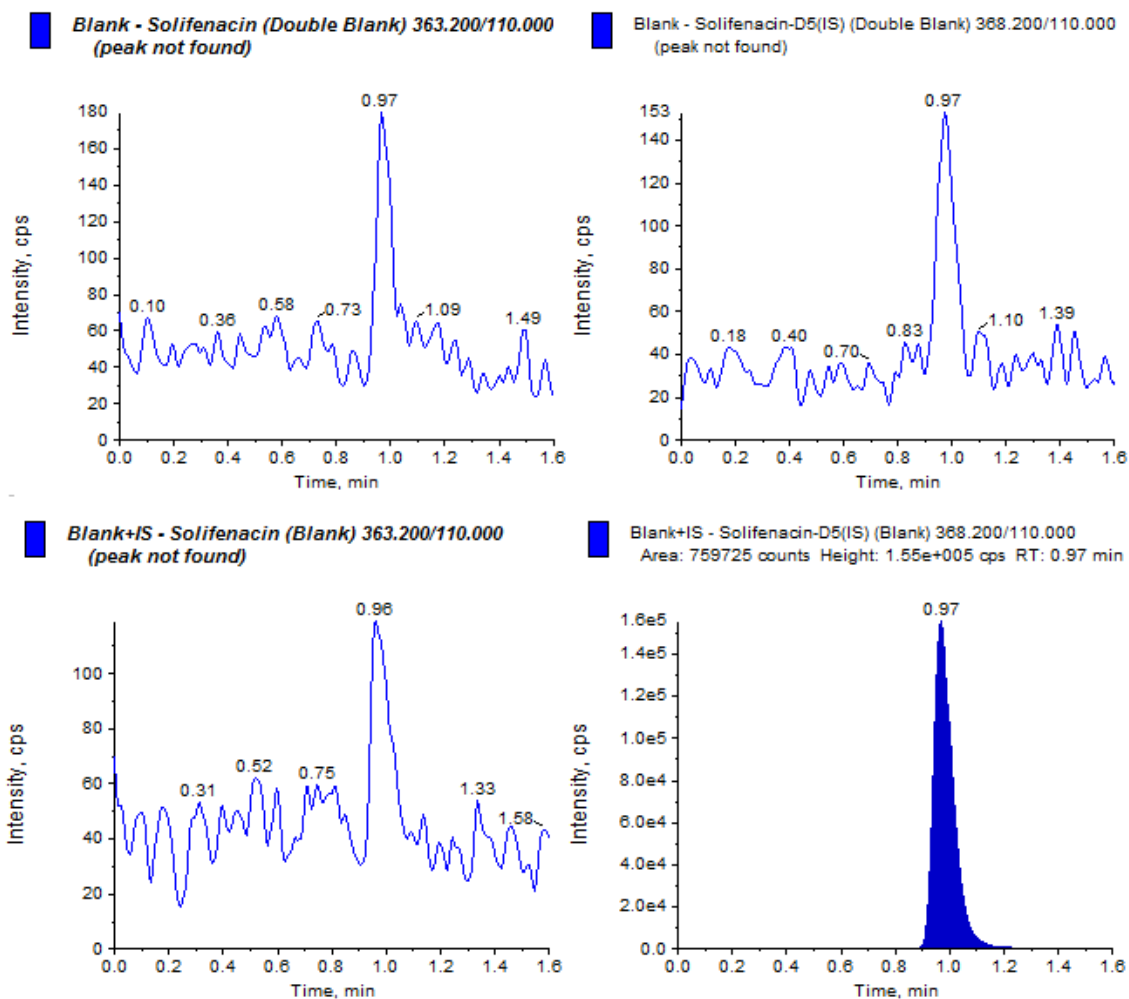 Blank - Solifenacin (Double Blank) 363.200/110.000
(peak not found)
Intensity, cps
180
160
140
120
100
80
60
40
20
0
0.97
0.10
0.36
0.58
0.73
1.09
1.49
0.0 0.2 0.4 0.6 0.8 1.0 1.2 1.4 1.6
Time, min
Blank - Solifenacin-D5(IS) (Double Blank) 368.200/110.000
(peak not found)
Intensity, cps
153
140
120
100
80
60
40
20
0
0.97
0.18
0.40
0.70
0.83
1.10
1.39
0.0 0.2 0.4 0.6 0.8 1.0 1.2 1.4 1.6
Time, min
Blank+IS - Solifenacin (Blank) 363.200/110.000
(peak not found)
Intensity, cps
100
80
60
40
20
0
0.96
0.31
0.52
0.75
1.33
1.58
0.0 0.2 0.4 0.6 0.8 1.0 1.2 1.4 1.6
Time, min
Blank+IS - Solifenacin-D5(IS) (Blank) 368.200/110.000
Area: 759725 counts Height: 1.55e+005 cps RT: 0.97 min
Intensity, cps
1.6e5
1.4e5
1.2e5
1.0e5
8.0e4
6.0e4
4.0e4
2.0e4
0.0
0.97
0.0 0.2 0.4 0.6 0.8 1.0 1.2 1.4 1.6
Time, min